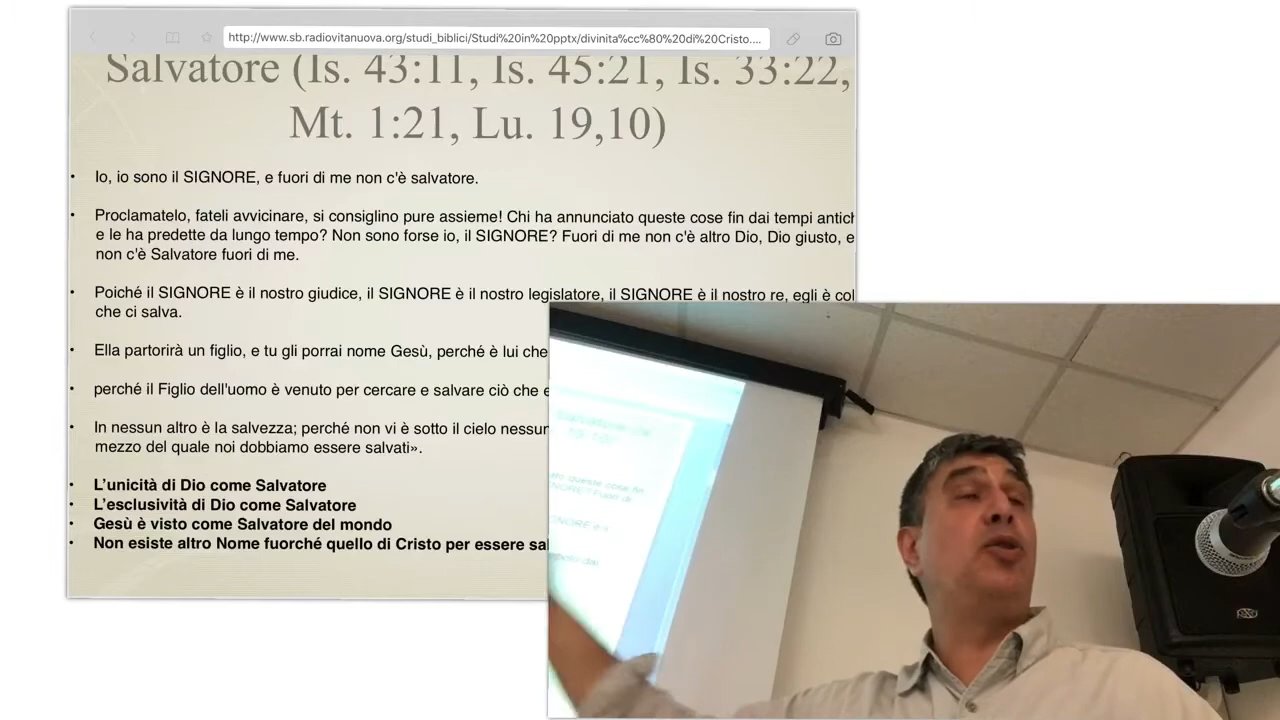 http://www.sb.radiovitanuova.org/studi_biblici/Studi%20in%20pptx/divinita%cc%80%20di%20Cristo....
Salvatore (Is. 43:11, Is. 45:21, Is. 33:22,
Mt. 1:21, Lu. 19,10)
• Io, io sono il SIGNORE, e fuori di me non c'è salvatore.
• Proclamatelo, fateli avvicinare, si consiglino pure assieme! Chi ha annunciato queste cose fin dai tempi
e le ha predette da lungo tempo? Non sono forse io, il SIGNORE? Fuori di me non c'è altro Dio, Dio giusto, e
non c'è Salvatore fuori di me.
• Poiché il SIGNORE è il nostro giudice, il SIGNORE è il nostro legislatore, il SIGNORE è il nostro re, egli è
che ci salva.
• Ella partorirà un figlio, e tu gli porrai nome Gesù, perché è lui che
• perché il Figlio dell'uomo è venuto per cercare e salvare ciò che
• In nessun altro è la salvezza; perché non vi è sotto il cielo
mezzo del quale noi dobbiamo essere salvati».
• L'unicità di Dio come Salvatore
• L'esclusività di Dio come Salvatore
• Gesù è visto come Salvatore del mondo
• Non esiste altro Nome fuorché quello di Cristo per essere